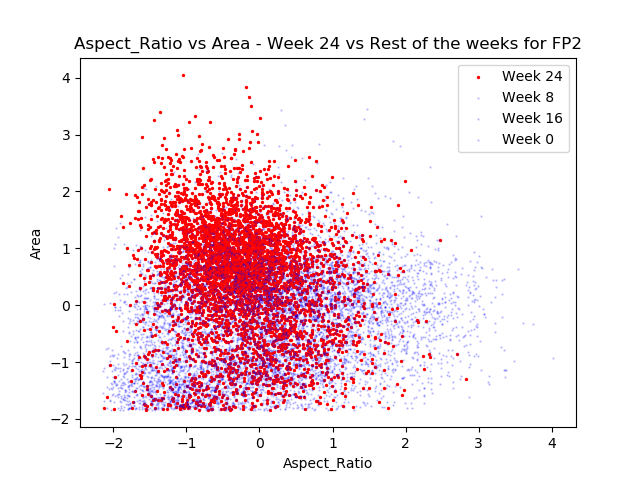 Aspect_Ratio vs Area - Week 24 vs Rest of the weeks for FP2
Week 24
Week 8
Week 16
Week 0
4
3
2
1
0
−1
−2
Area
−2 −1 0 1 2 3 4
Aspect_Ratio